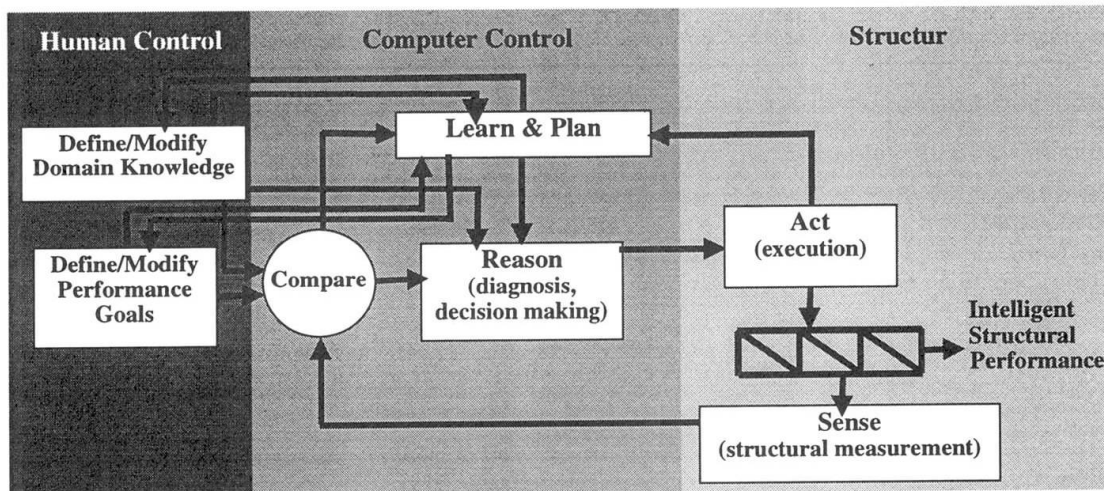 Human Control
Computer Control
Structur
Learn & Plan
Define/Modify
Domain Knowledge
Act
(execution)
Define/Modify
Performance
Goals
Compare
Reason
(diagnosis,
decision making)
Intelligent
Structural
Performance
Sense
(structural measurement)